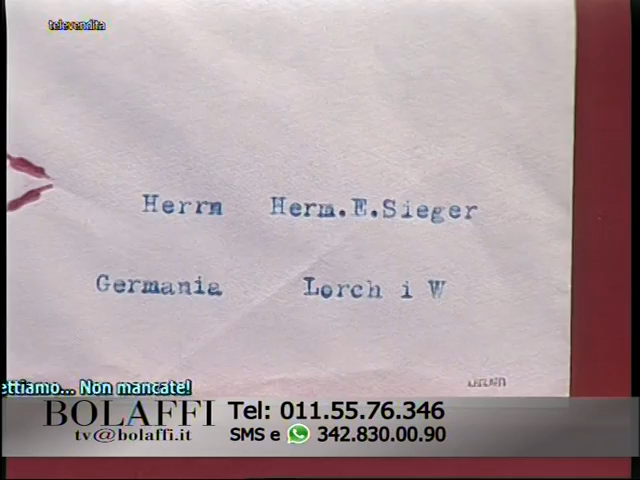 televendita
Herrn Herm.E.Sieger
Germania Lorch i W
ettiamo... Non mancate!
BOLAFFI
tv@bolaffi.it
Tel: 011.55.76.346
SMS e 342.830.00.90